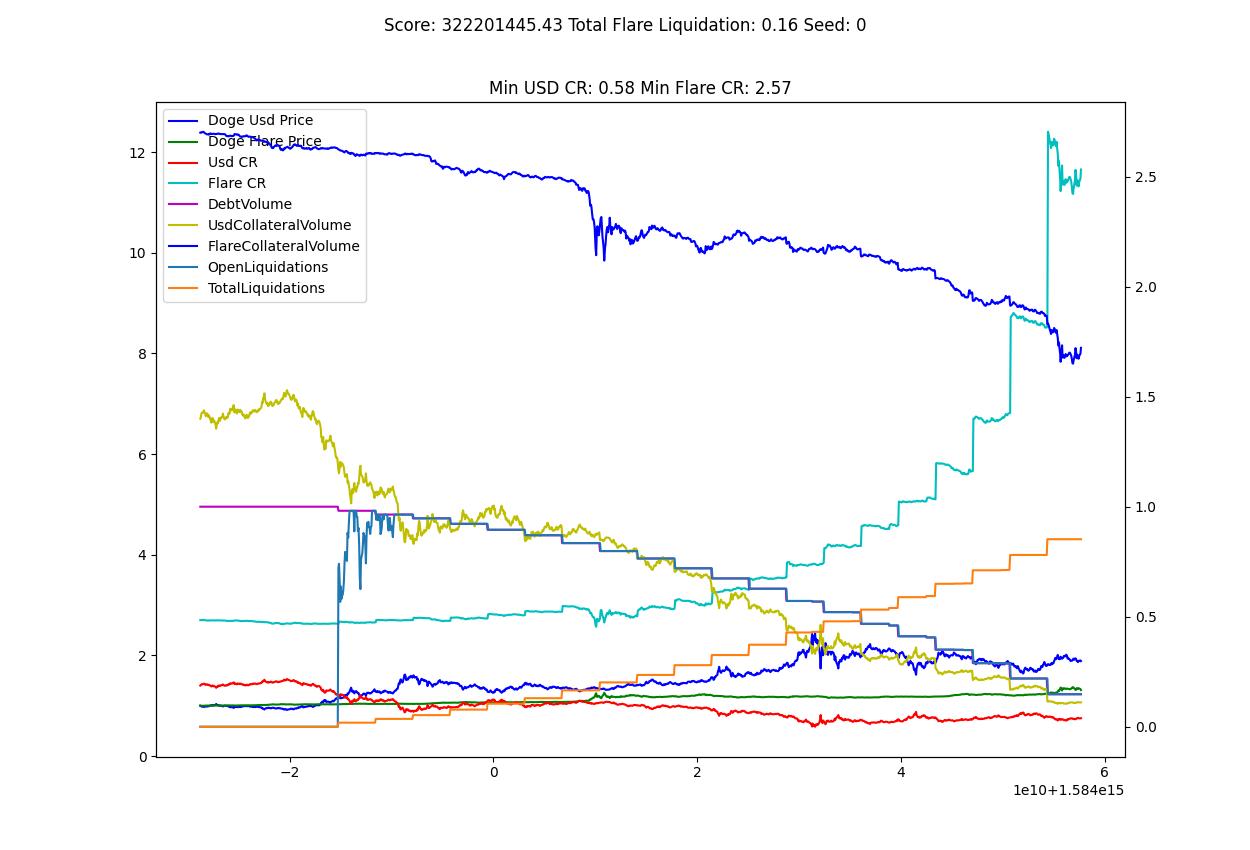 Score: 322201445.43 Total Flare Liquidation: 0.16 Seed: 0
Min USD CR: 0.58 Min Flare CR: 2.57
Doge Usd Price
Doge Flare Price
Usd CR
Flare CR
DebtVolume
UsdCollateralVolume
FlareCollateralVolume
OpenLiquidations
TotalLiquidations
12
10
8
6
4
2
0
2.5
2.0
1.5
1.0
0.5
0.0
−2
0
2
4
6
1e10+1.584e15